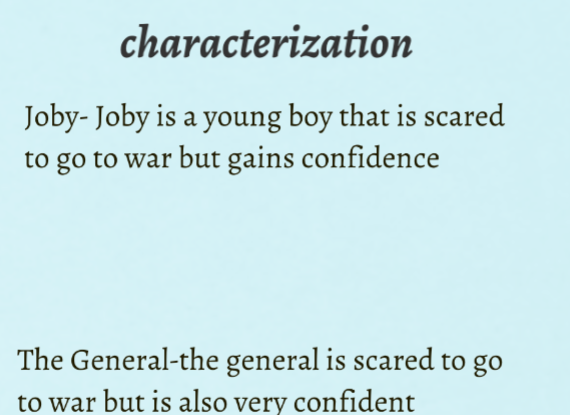 characterization
Joby- Joby is a young boy that is scared
to go to war but gains confidence
The General-the general is scared to go
to war but is also very confident